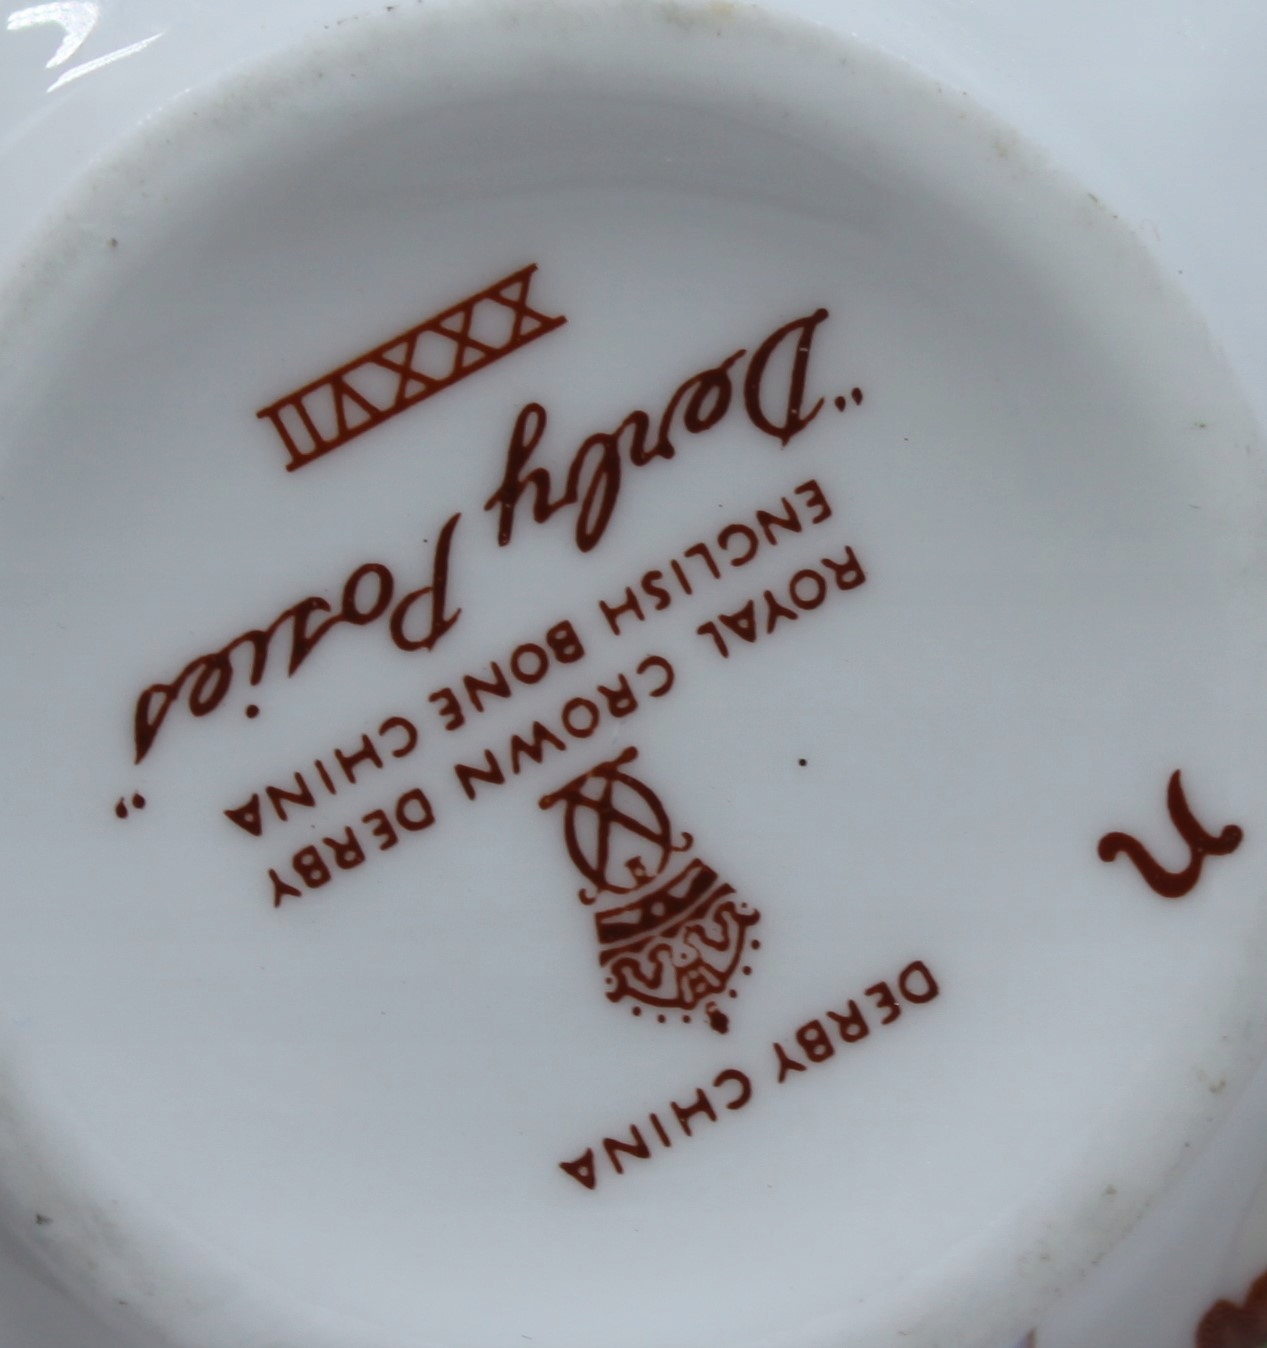 DERBY CHINA
ROYAL CROWN DERBY
ENGLISH BONE CHINA
"Derby Posies"
XXXVII